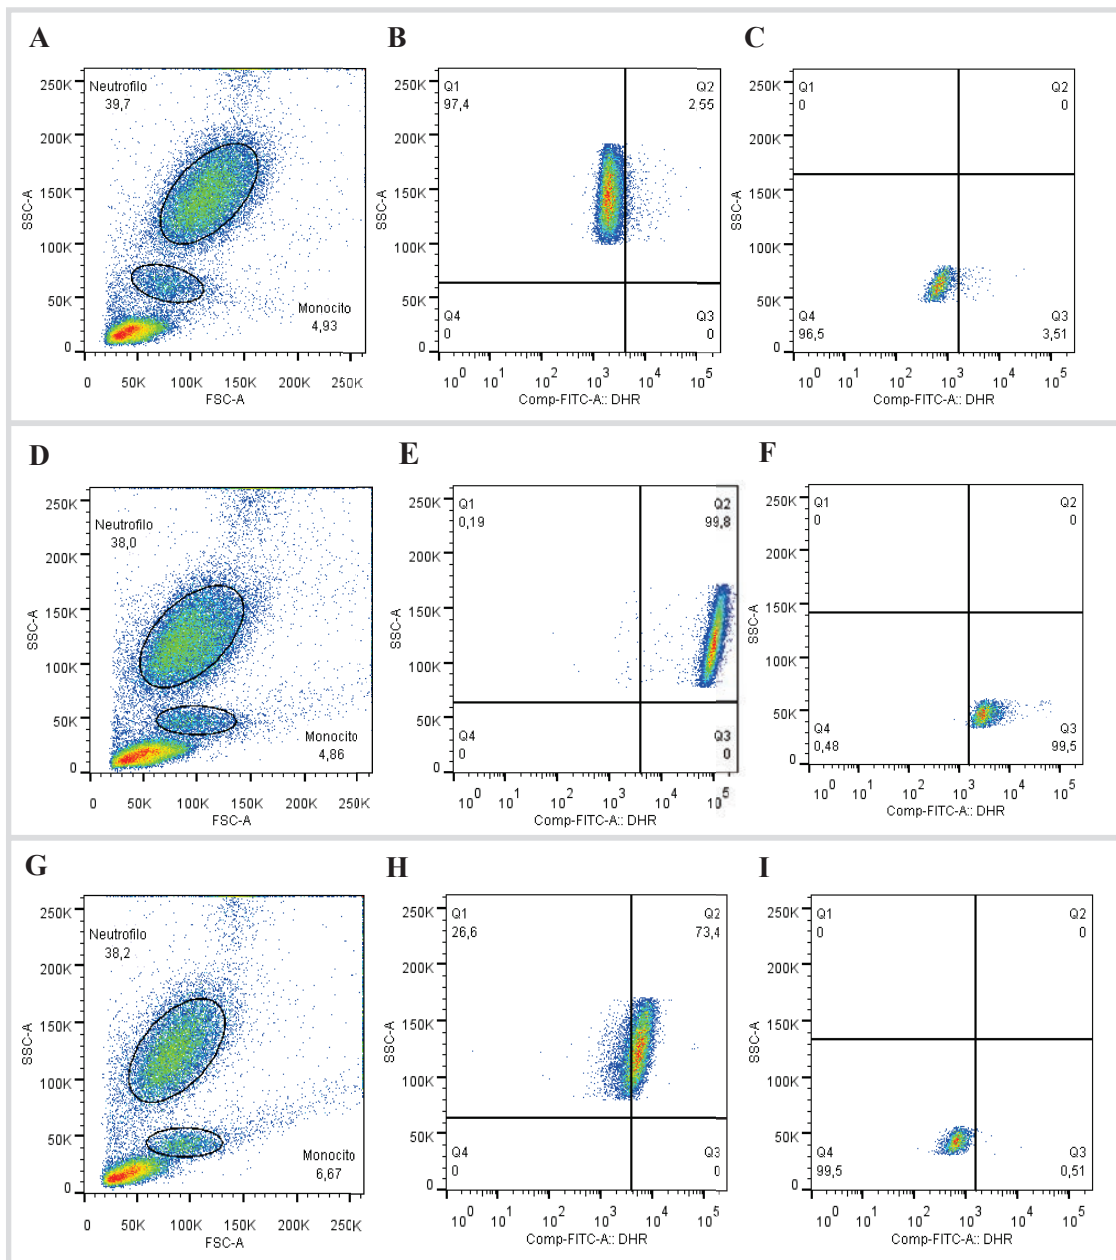 A
B
C
250K
200K
150K
100K
50K
0
SSC-A
Neutrofilo
39,7
Monocito
4,93
0 50K 100K 150K 200K 250K
FSC-A
250K
200K
150K
100K
50K
0
SSC-A
Q1
97,4
Q2
2.55
Q4
0
Q3
0
10^0 10^1 10^2 10^3 10^4 10^5
Comp-FITC-A:: DHR
250K
200K
150K
100K
50K
0
SSC-A
Q1
0
Q2
0
Q4
96,5
Q3
3,51
10^0 10^1 10^2 10^3 10^4 10^5
Comp-FITC-A:: DHR
D
E
F
250K
200K
150K
100K
50K
0
SSC-A
Neutrofilo
38,0
Monocito
4,86
0 50K 100K 150K 200K 250K
FSC-A
250K
200K
150K
100K
50K
0
SSC-A
Q1
0,19
Q2
99,8
Q4
0
Q3
0
10^0 10^1 10^2 10^3 10^4 10^5
Comp-FITC-A:: DHR
250K
200K
150K
100K
50K
0
SSC-A
Q1
0
Q2
0
Q4
0,48
Q3
99,5
10^0 10^1 10^2 10^3 10^4 10^5
Comp-FITC-A:: DHR
G
H
I
250K
200K
150K
100K
50K
0
SSC-A
Neutrofilo
38,2
Monocito
6,67
0 50K 100K 150K 200K 250K
FSC-A
250K
200K
150K
100K
50K
0
SSC-A
Q1
26,6
Q2
73,4
Q4
0
Q3
0
10^0 10^1 10^2 10^3 10^4 10^5
Comp-FITC-A:: DHR
250K
200K
150K
100K
50K
0
SSC-A
Q1
0
Q2
0
Q4
99,5
Q3
0,51
10^0 10^1 10^2 10^3 10^4 10^5
Comp-FITC-A:: DHR